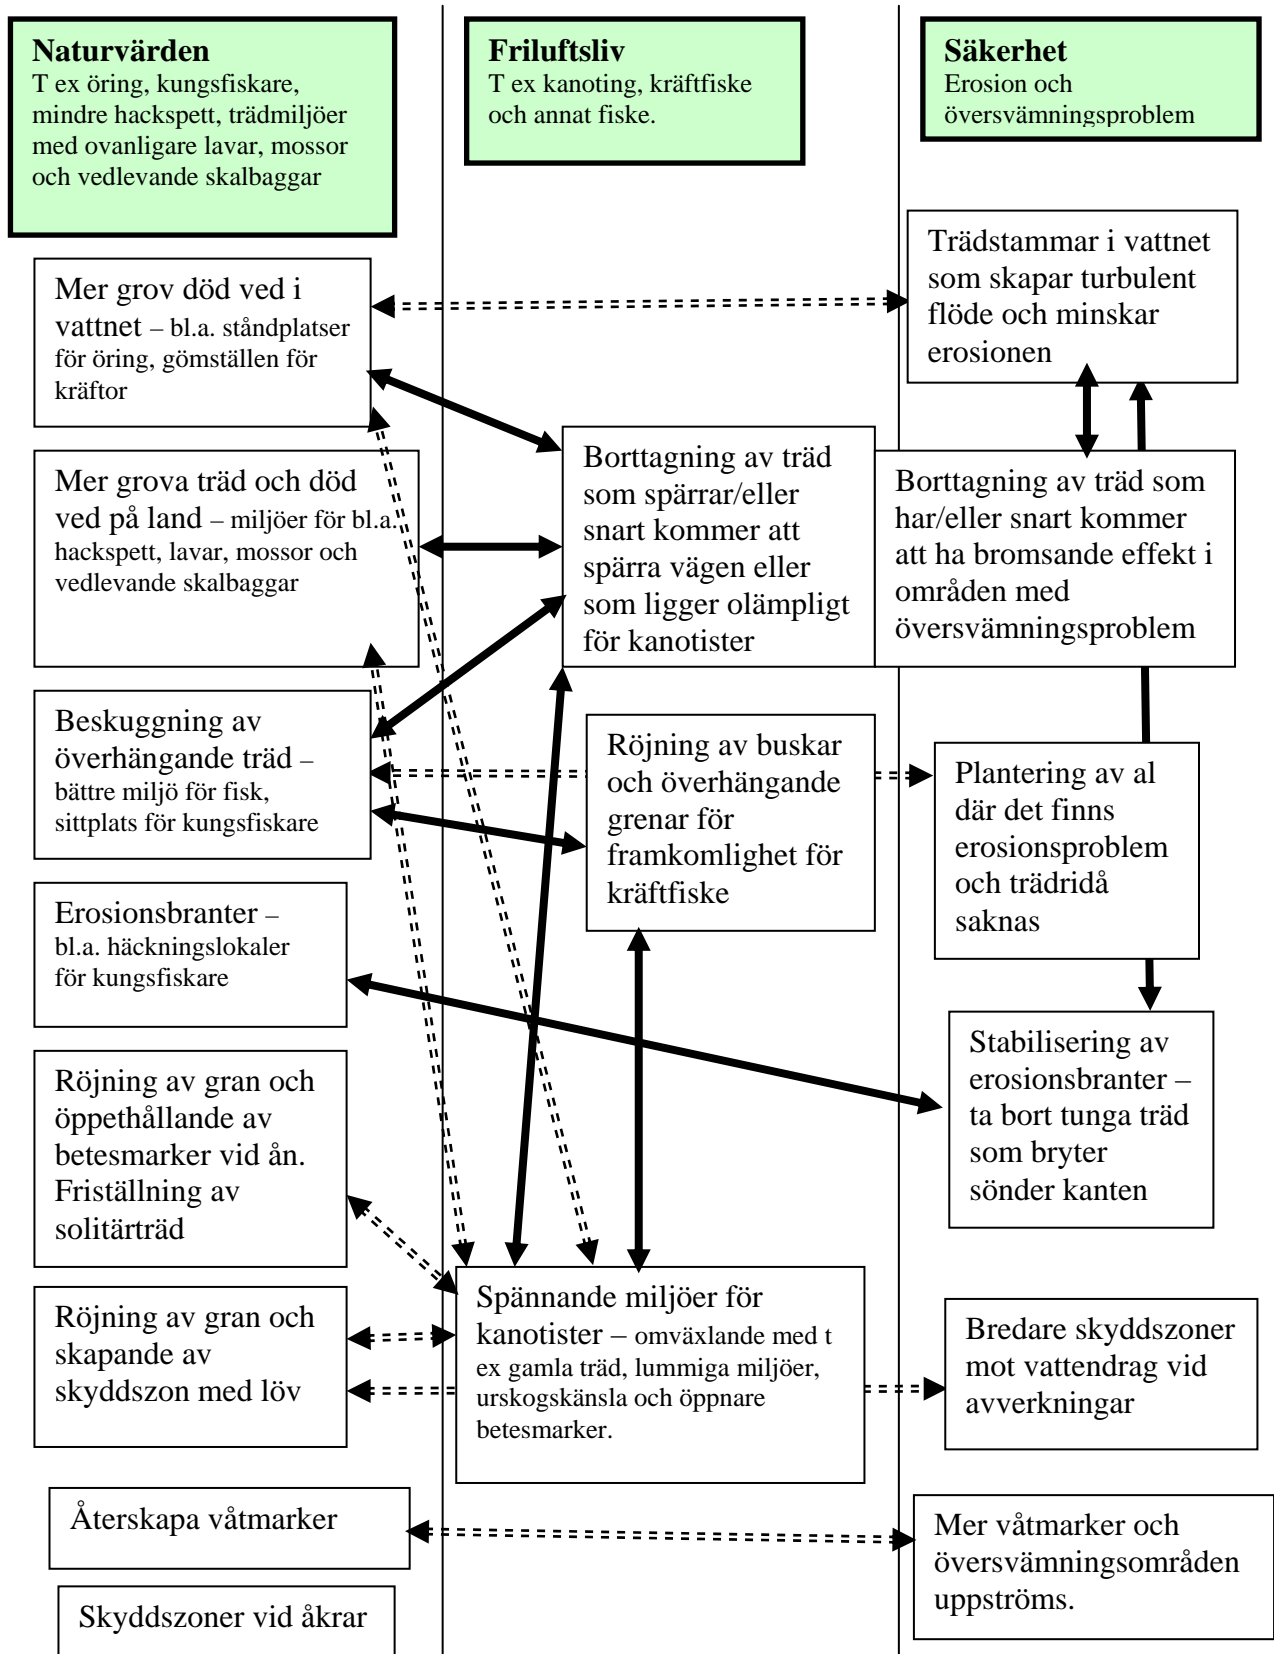 Naturvärden
T ex öring, kungsfiskare,
mindre hackspett, trädmiljöer
med ovanligare lavar, mossor
och vedlevande skalbaggar
Friluftsliv
T ex kanoting, kräftfiske
och annat fiske.
Säkerhet
Erosion och
översvämningsproblem
Mer grov död ved i
vattnet – bl.a. ståndplatser
för öring, gömställen för
kräftor
Mer grova träd och död
ved på land – miljöer för bl.a.
hackspett, lavar, mossor och
vedlevande skalbaggar
Beskuggning av
överhängande träd –
bättre miljö för fisk,
sittplats för kungsfiskare
Erosionsbranter –
bl.a. häckningslokaler
för kungsfiskare
Röjning av gran och
öppethållande av
betesmarker vid ån.
Friställning av
solitärträd
Röjning av gran och
skapande av
skyddszon med löv
Återskapa våtmarker
Skyddszoner vid åkrar
Borttagning av träd
som spärrar/eller
snart kommer att
spärra vägen eller
som ligger olämpligt
för kanotister
Röjning av buskar
och överhängande
grenar för
framkomlighet för
kräftfiske
Spännande miljöer för
kanotister – omväxlande med t
ex gamla träd, lummiga miljöer,
urskogskänsla och öppnare
betesmarker.
Trädstammar i vattnet
som skapar turbulent
flöde och minskar
erosionen
Borttagning av träd som
har/eller snart kommer
att ha bromsande effekt i
områden med
översvämningsproblem
Plantering av al
där det finns
erosionsproblem
och trädridå
saknas
Stabilisering av
erosionsbranter –
ta bort tunga träd
som bryter
sönder kanten
Bredare skyddszoner
mot vattendrag vid
avverkningar
Mer våtmarker och
översvämningsområden
uppströms.